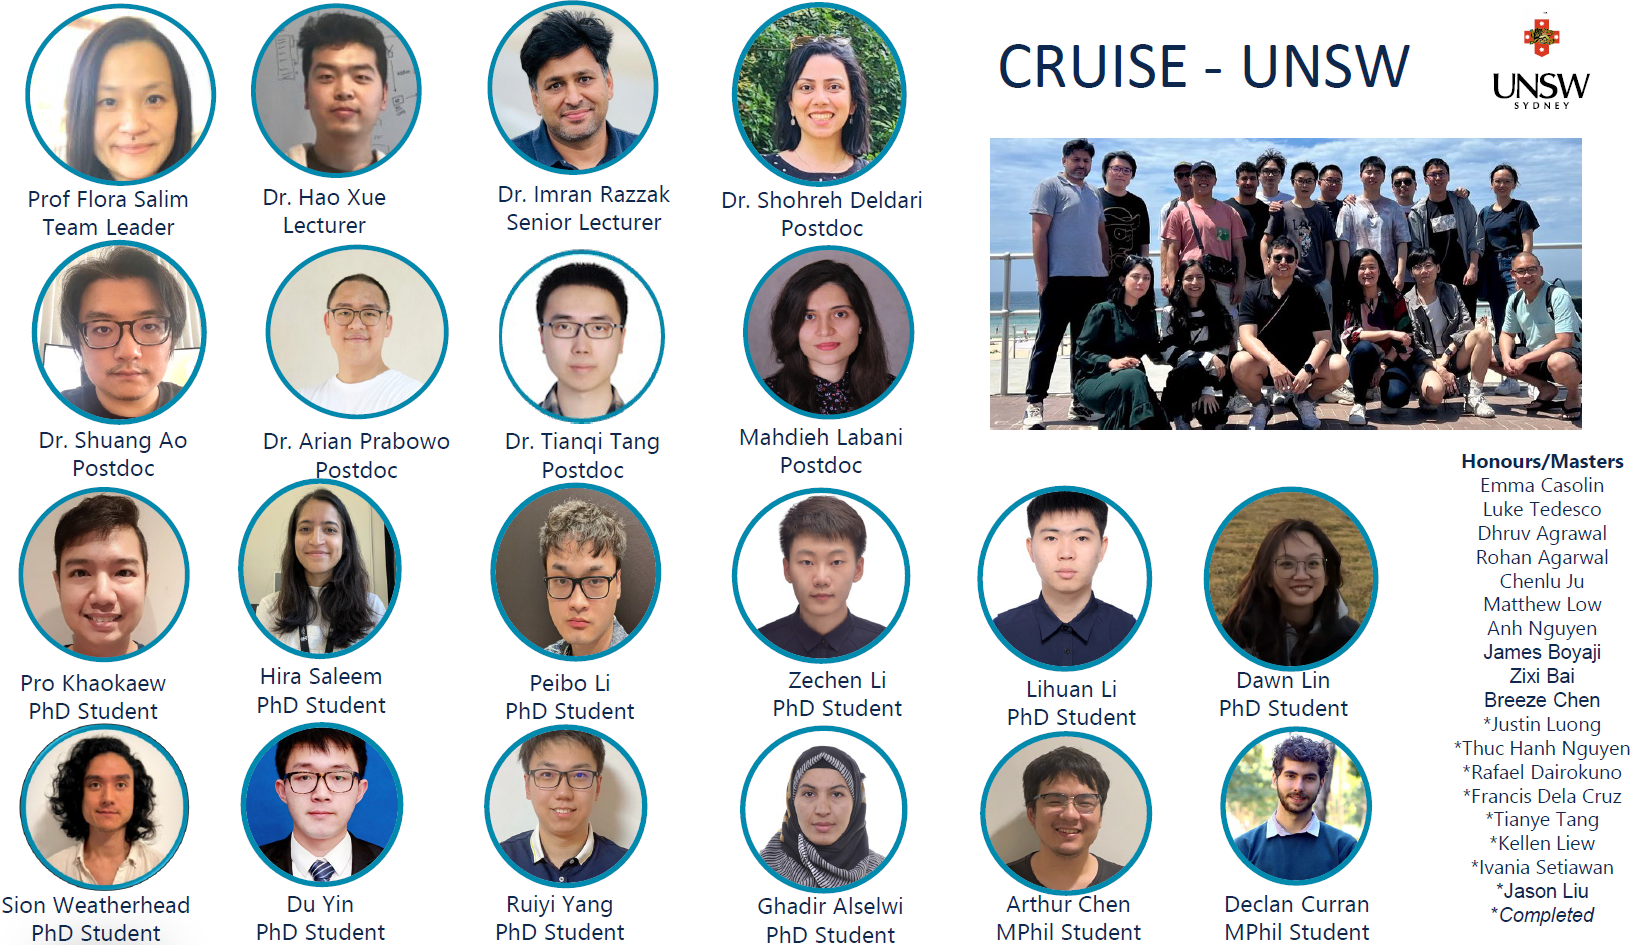 CRUISE - UNSW
UNSW
SYDNEY
Prof Flora Salim
Team Leader
Dr. Hao Xue
Lecturer
Dr. Imran Razzak
Senior Lecturer
Dr. Shohreh Deldari
Postdoc
Dr. Shuang Ao
Postdoc
Dr. Arian Prabowo
Postdoc
Dr. Tianqi Tang
Postdoc
Mahdieh Labani
Postdoc
Pro Khaokaew
PhD Student
Hira Saleem
PhD Student
Peibo Li
PhD Student
Zechen Li
PhD Student
Lihuan Li
PhD Student
Dawn Lin
PhD Student
Sion Weatherhead
PhD Student
Du Yin
PhD Student
Ruiyi Yang
PhD Student
Ghadir Alselwi
PhD Student
Arthur Chen
MPhil Student
Declan Curran
MPhil Student
Honours/Masters
Emma Casolin
Luke Tedesco
Dhruv Agrawal
Rohan Agarwal
Chenlu Ju
Matthew Low
Anh Nguyen
James Boyaji
Zixi Bai
Breeze Chen
*Justin Luong
*Thuc Hanh Nguyen
*Rafael Dairokuno
*Francis Dela Cruz
*Tianye Tang
*Kellen Liew
*Ivania Setiawan
*Jason Liu
*Completed